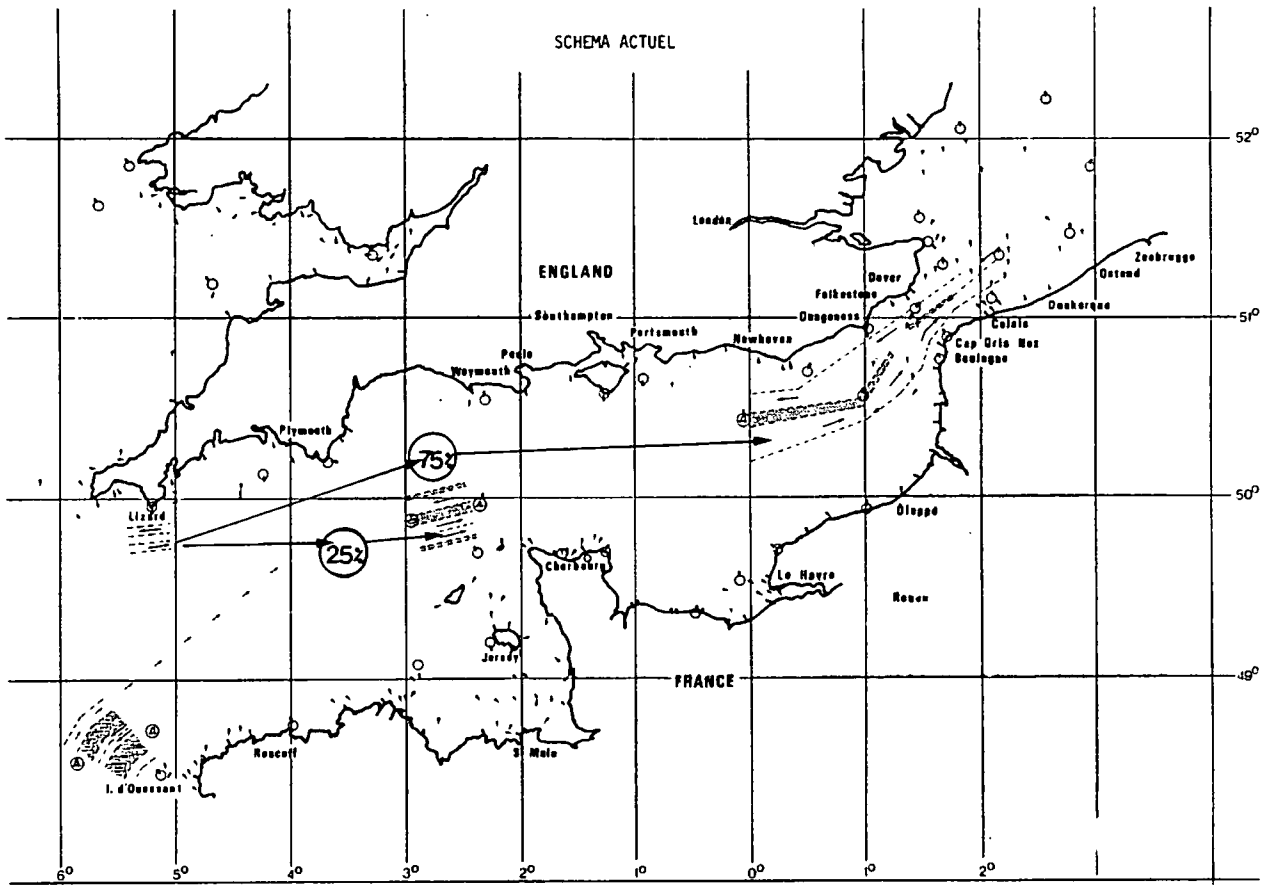 SCHEMA ACTUEL
52°
London
ENGLAND
Dover
Zeebrugge
Ostend
Folkestone
Dunkerque
Southampton
Dungeness
51°
Portsmouth
Newhaven
Calais
Cap Gris Nez
Boulogne
Poole
Weymouth
Plymouth
75%
50°
Lizard
Dieppe
25%
Cherbourg
Le Havre
Rouen
Jersey
FRANCE
49°
Roscoff
St Malo
I. d'Ouessant
6°
5°
4°
3°
2°
1°
0°
1°
2°